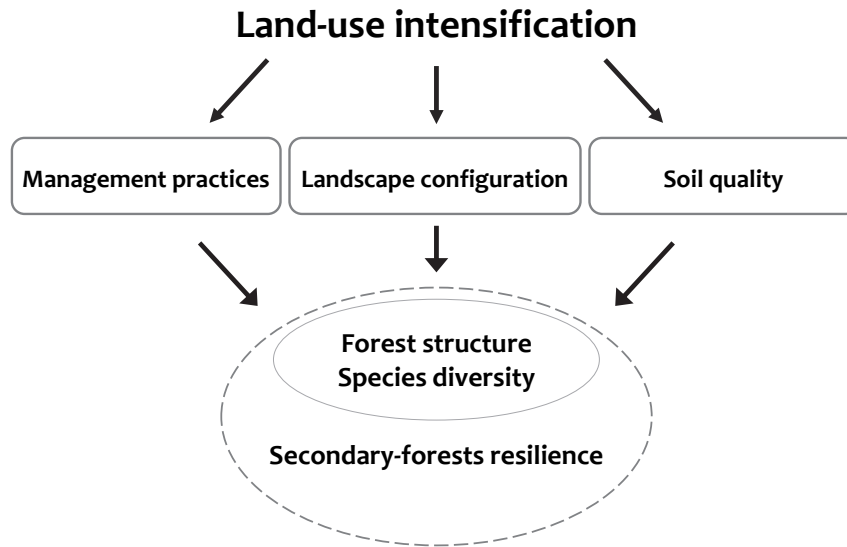 Land-use intensification
Management practices
Landscape configuration
Soil quality
Forest structure
Species diversity
Secondary-forests resilience